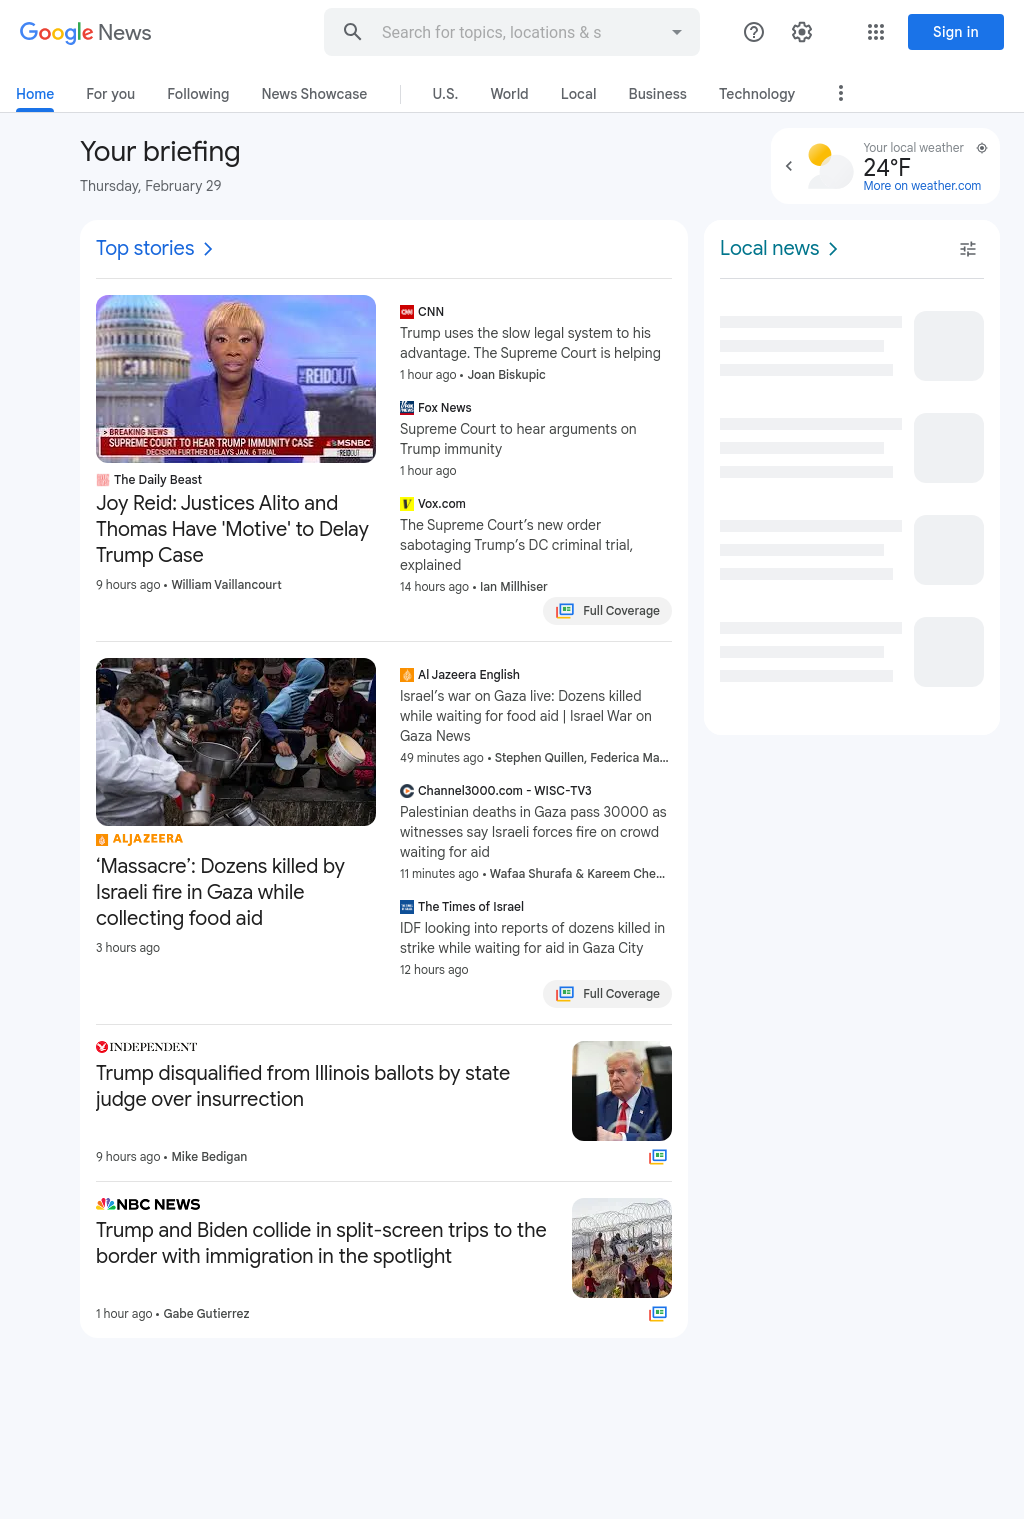 Google News
Search for topics, locations & s
Sign in
Home
For you
Following
News Showcase
U.S.
World
Local
Business
Technology
Your briefing
Thursday, February 29
Your local weather
24°F
More on weather.com
Top stories
THE REIDOUT
> BREAKING NEWS
SUPREME COURT TO HEAR TRUMP IMMUNITY CASE
DECISION FURTHER DELAYS JAN. 6 TRIAL
MSNBC
REIDOUT
The Daily Beast
Joy Reid: Justices Alito and
Thomas Have 'Motive' to Delay
Trump Case
9 hours ago • William Vaillancourt
CNN
CNN
Trump uses the slow legal system to his
advantage. The Supreme Court is helping
1 hour ago • Joan Biskupic
Fox News
Supreme Court to hear arguments on
Trump immunity
1 hour ago
Vox.com
The Supreme Court’s new order
sabotaging Trump’s DC criminal trial,
explained
14 hours ago • Ian Millhiser
Full Coverage
ALJAZEERA
‘Massacre’: Dozens killed by
Israeli fire in Gaza while
collecting food aid
3 hours ago
Al Jazeera English
Israel’s war on Gaza live: Dozens killed
while waiting for food aid | Israel War on
Gaza News
49 minutes ago • Stephen Quillen, Federica Ma...
Channel3000.com - WISC-TV3
Palestinian deaths in Gaza pass 30000 as
witnesses say Israeli forces fire on crowd
waiting for aid
11 minutes ago • Wafaa Shurafa & Kareem Che...
The Times of Israel
IDF looking into reports of dozens killed in
strike while waiting for aid in Gaza City
12 hours ago
Full Coverage
INDEPENDENT
Trump disqualified from Illinois ballots by state
judge over insurrection
9 hours ago • Mike Bedigan
NBC NEWS
Trump and Biden collide in split-screen trips to the
border with immigration in the spotlight
1 hour ago • Gabe Gutierrez
Local news